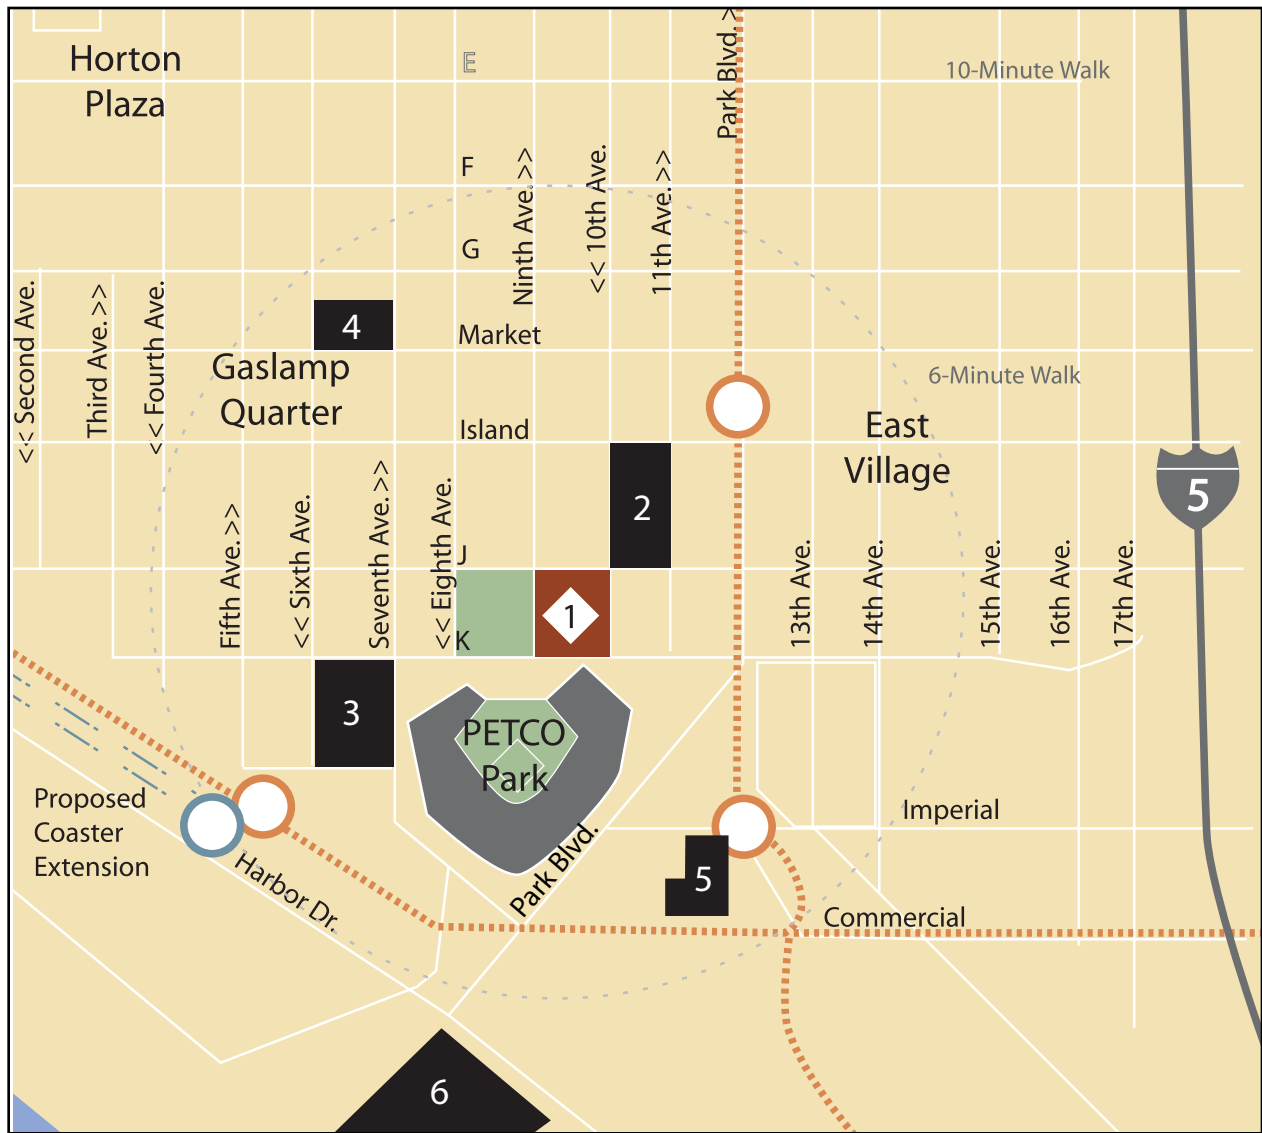 Horton
Plaza
E
Park Blvd. >
10-Minute Walk
F
G
Ninth Ave. >>
<< 10th Ave.
11th Ave. >>
<< Second Ave.
Third Ave. >>
<< Fourth Ave.
4
Market
Gaslamp
Quarter
6-Minute Walk
Island
East
Village
5
2
Fifth Ave. >>
<< Sixth Ave.
Seventh Ave. >>
<< Eighth Ave.
J
K
1
13th Ave.
14th Ave.
15th Ave.
16th Ave.
17th Ave.
3
PETCO
Park
Proposed
Coaster
Extension
Harbor Dr.
Park Blvd.
Imperial
5
Commercial
6